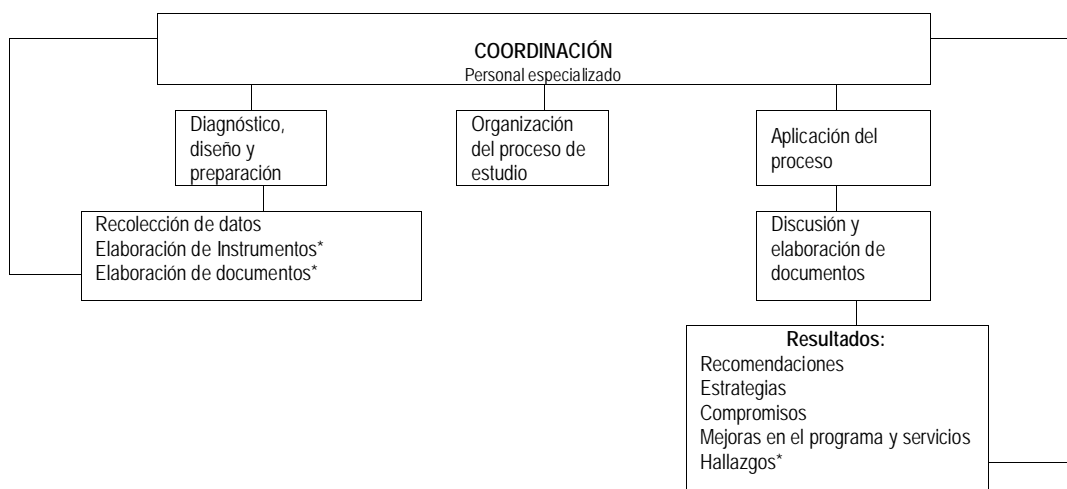 COORDINACIÓN
Personal especializado
Diagnóstico,
diseño y
preparación
Organización
del proceso de
estudio
Aplicación del
proceso
Recolección de datos
Elaboración de Instrumentos*
Elaboración de documentos*
Discusión y
elaboración de
documentos
Resultados:
Recomendaciones
Estrategias
Compromisos
Mejoras en el programa y servicios
Hallazgos*